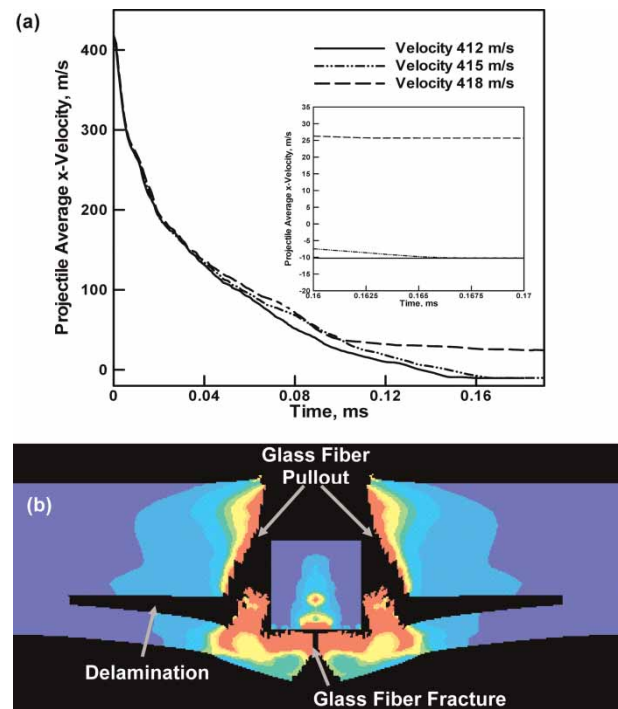 (a)
400
300
200
100
0
Projectile Average x-Velocity, m/s
Velocity 412 m/s
Velocity 415 m/s
Velocity 418 m/s
35
30
25
20
15
10
5
0
-5
-10
-15
-20
Projectile Average x-Velocity, m/s
0.16 0.1625 0.165 0.1675 0.17
Time, ms
0 0.04 0.08 0.12 0.16
Time, ms
(b)
Glass Fiber
Pullout
Delamination
Glass Fiber Fracture